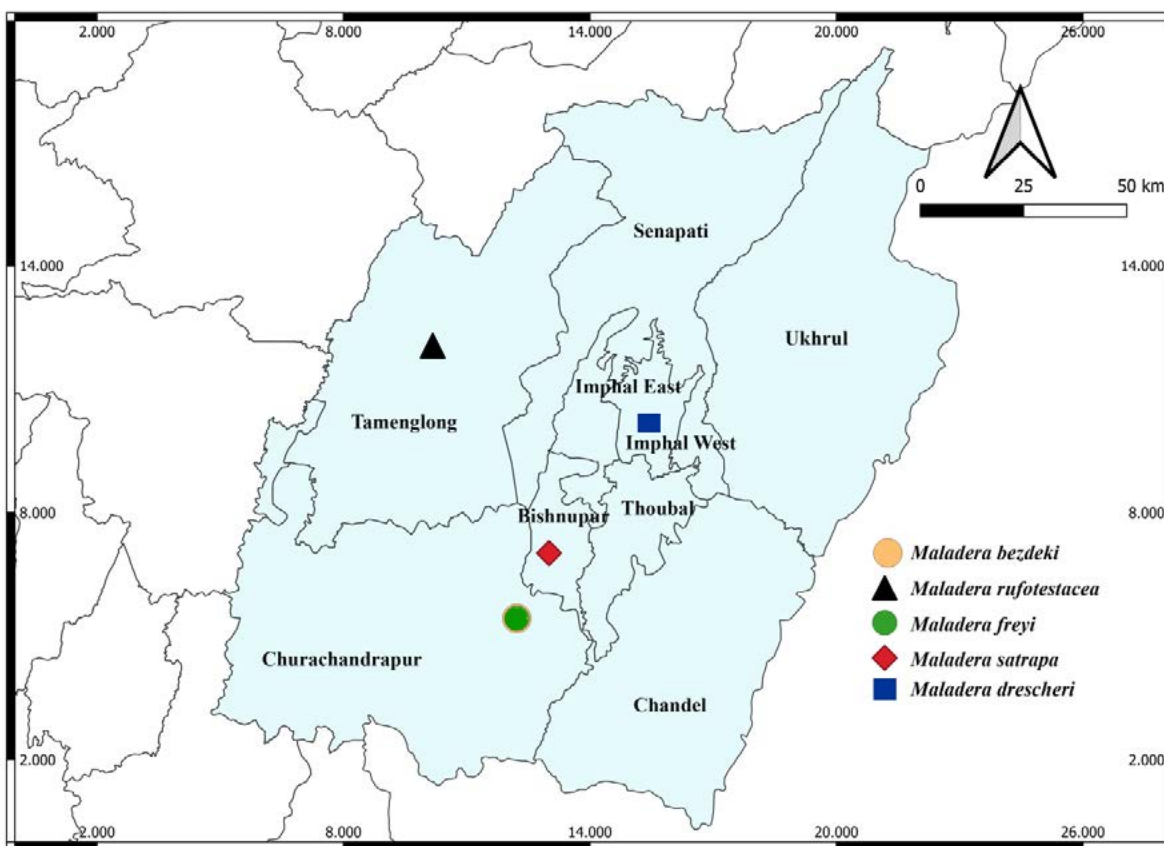 2.000 8.000 14.000 20.000 26.000
0 25 50 km
Senapati
14.000 14.000
Ukhrul
Imphal East
Tamenglong
Imphal West
Thoubal
8.000 Bishnupur 8.000
Maladera bezdeki
Maladera rufotestacea
Maladera freyi
Churachandrapur
Maladera satrapa
Maladera drescheri
Chandel
2.000 2.000
2.000 8.000 14.000 20.000 26.000